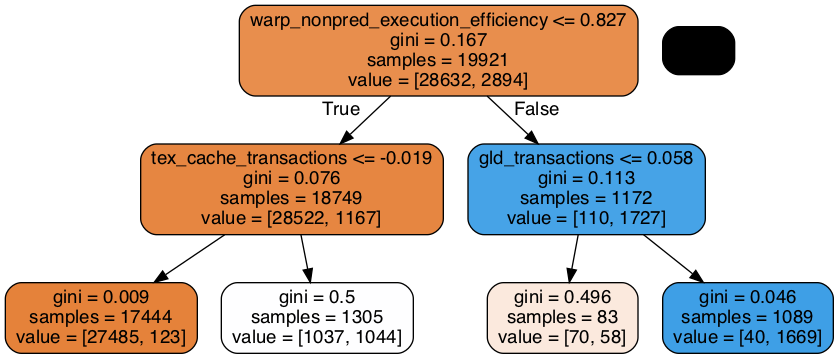 warp_nonpred_execution_efficiency <= 0.827
gini = 0.167
samples = 19921
value = [28632, 2894]
True
False
tex_cache_transactions <= -0.019
gini = 0.076
samples = 18749
value = [28522, 1167]
gld_transactions <= 0.058
gini = 0.113
samples = 1172
value = [110, 1727]
gini = 0.009
samples = 17444
value = [27485, 123]
gini = 0.5
samples = 1305
value = [1037, 1044]
gini = 0.496
samples = 83
value = [70, 58]
gini = 0.046
samples = 1089
value = [40, 1669]